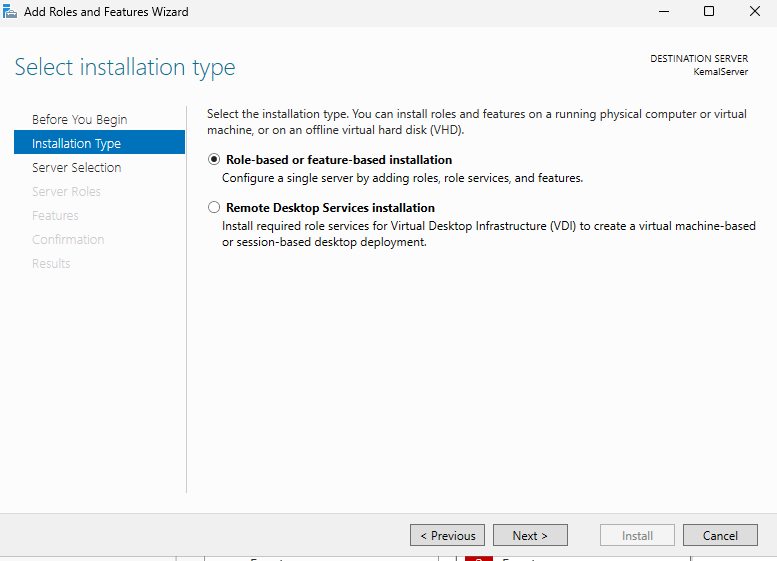 Add Roles and Features Wizard
Select installation type
DESTINATION SERVER
KemalServer
Before You Begin
Installation Type
Server Selection
Server Roles
Features
Confirmation
Results
Select the installation type. You can install roles and features on a running physical computer or virtual
machine, or on an offline virtual hard disk (VHD).
Role-based or feature-based installation
Configure a single server by adding roles, role services, and features.
Remote Desktop Services installation
Install required role services for Virtual Desktop Infrastructure (VDI) to create a virtual machine-based
or session-based desktop deployment.
< Previous
Next >
Install
Cancel